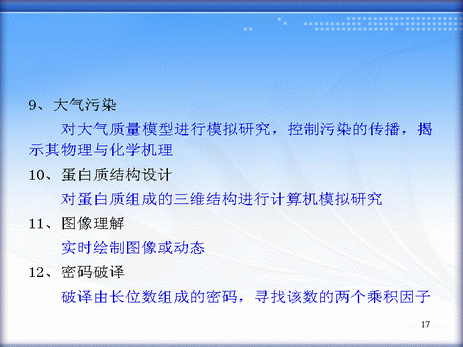 9、大气污染
对大气质量模型进行模拟研究，控制污染的传播，揭
示其物理与化学机理
10、蛋白质结构设计
对蛋白质组成的三维结构进行计算机模拟研究
11、图像理解
实时绘制图像或动态
12、密码破译
破译由长位数组成的密码，寻找该数的两个乘积因子
17